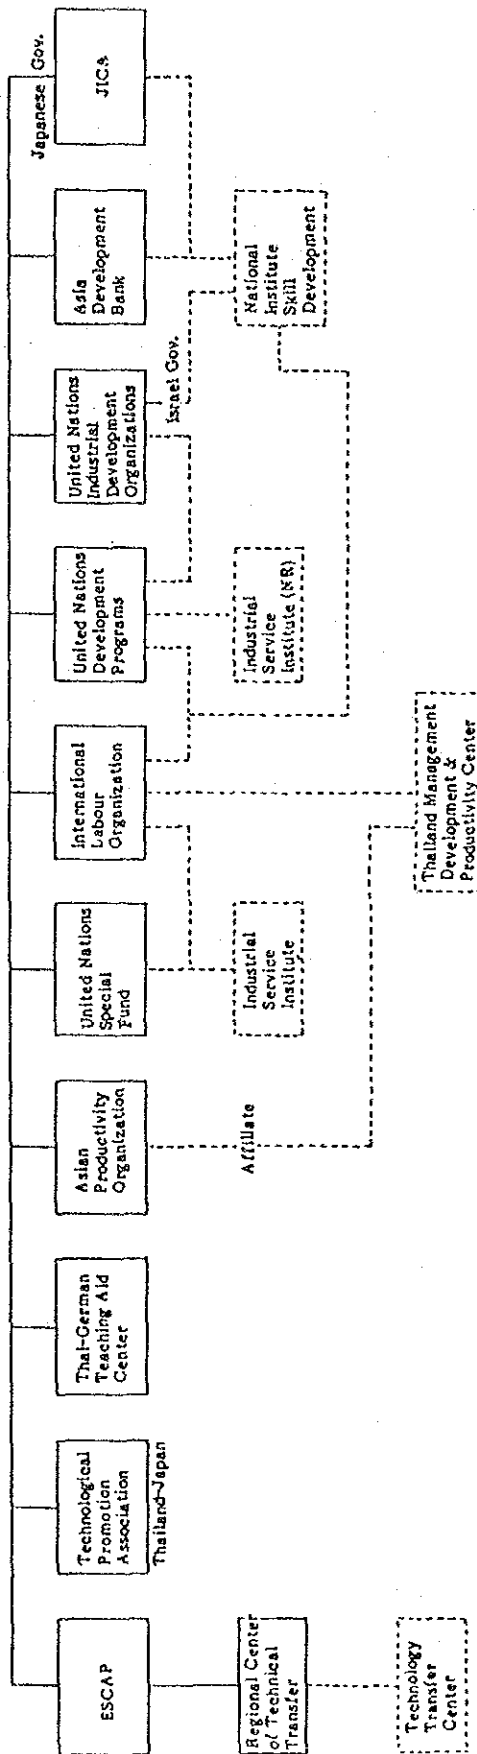 ESCAP
Technological
Promotion
Association
Thailand-Japan
Thai-German
Teaching Aid
Center
Asian
Productivity
Organization
United Nations
Special
Fund
International
Labour
Organization
United Nations
Development
Programs
United Nations
Industrial
Development
Organizations
Asia
Development
Bank
Japanese Gov.
JICA
Israel Gov.
Regional Center
of Technical
Transfer
Affiliate
Industrial
Service
Institute
Industrial
Service
Institute (NR)
National
Institute
Skill
Development
Technology
Transfer
Center
Thailand Management
Development &
Productivity Center